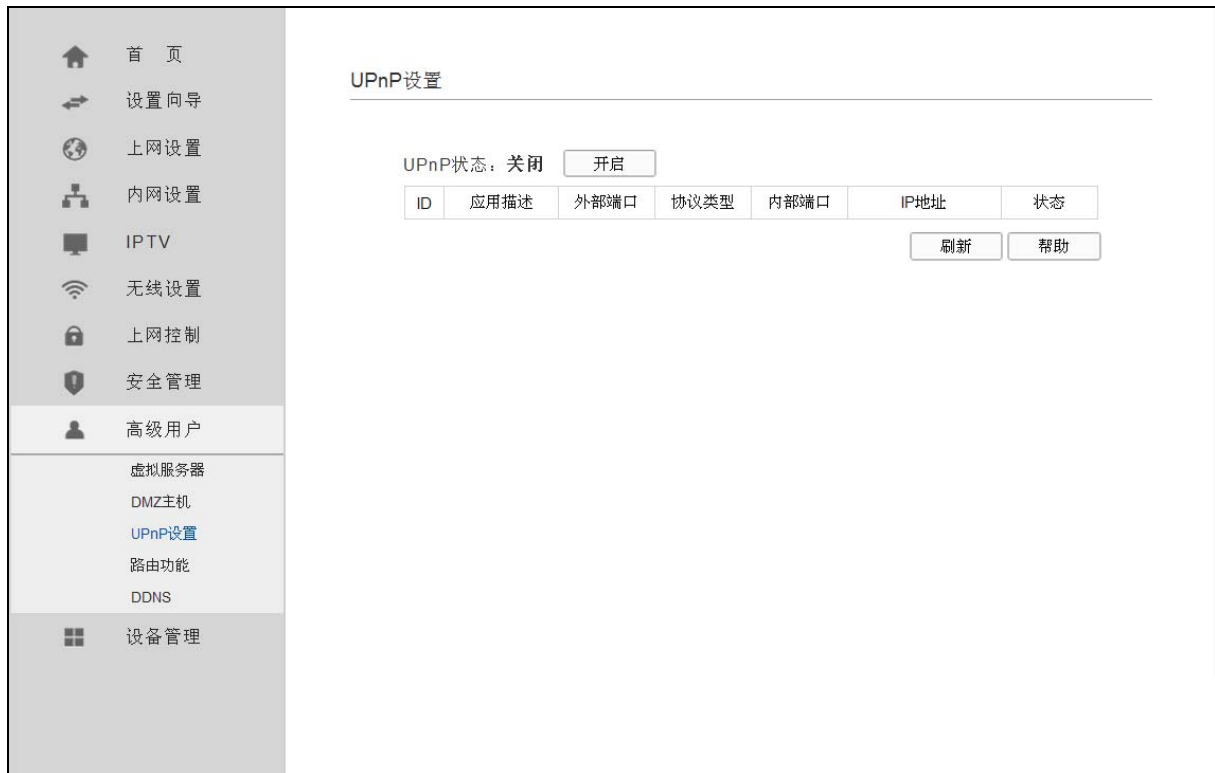 首 页
设置向导
上网设置
内网设置
IPTV
无线设置
上网控制
安全管理
高级用户
虚拟服务器
DMZ主机
UPnP设置
路由功能
DDNS
设备管理
UPnP设置
UPnP状态：关闭 开启
ID 应用描述 外部端口 协议类型 内部端口 IP地址 状态
刷新 帮助